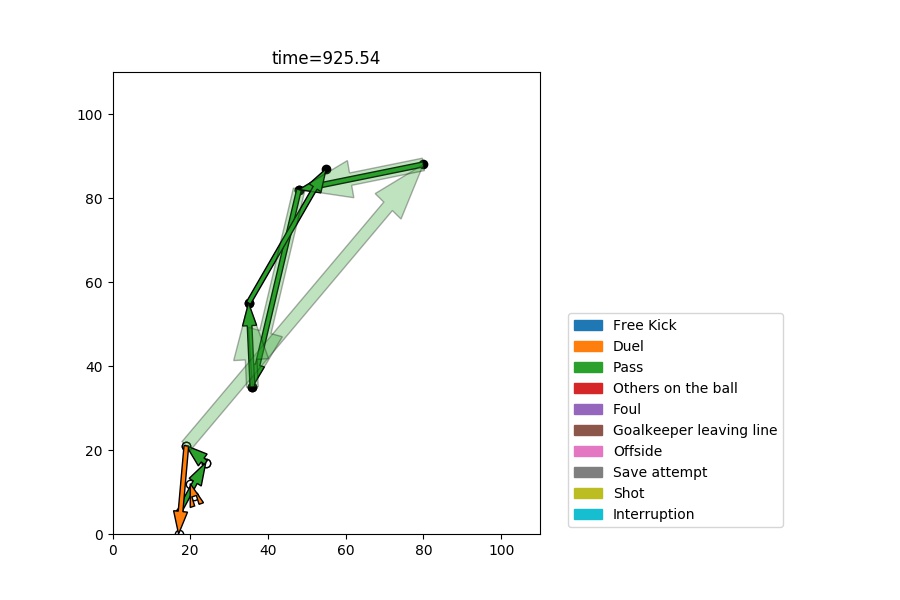 time=925.54
100
80
60
40
20
0
0 20 40 60 80 100
Free Kick
Duel
Pass
Others on the ball
Foul
Goalkeeper leaving line
Offside
Save attempt
Shot
Interruption